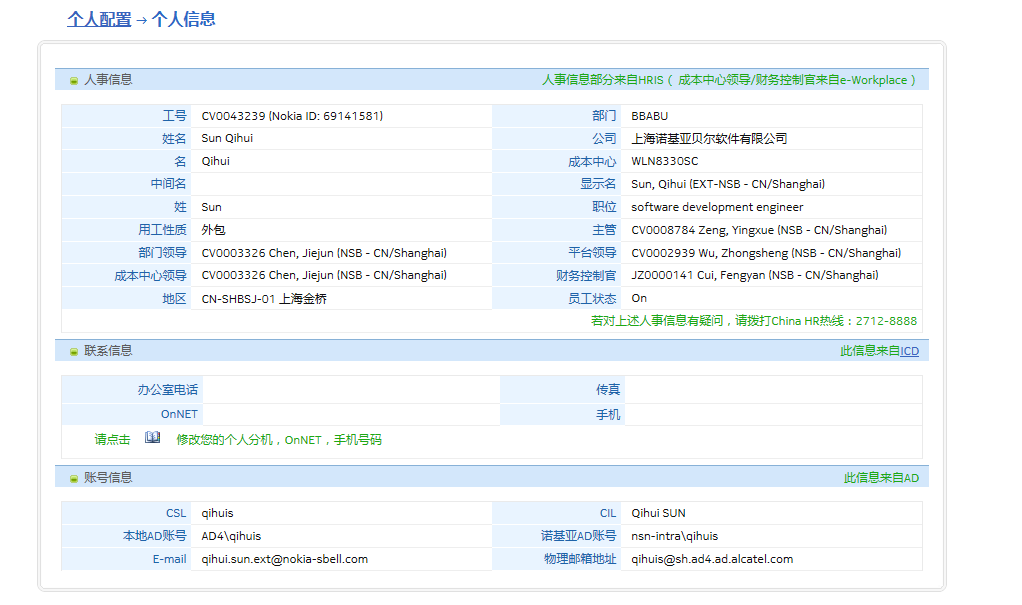 个人配置 → 个人信息
人事信息 人事信息部分来自HRIS ( 成本中心领导/财务控制官来自e-Workplace )
工号 CV0043239 (Nokia ID: 69141581) 部门 BBABU
姓名 Sun Qihui 公司 上海诺基亚贝尔软件有限公司
名 Qihui 成本中心 WLN8330SC
中间名 显示名 Sun, Qihui (EXT-NSB - CN/Shanghai)
姓 Sun 职位 software development engineer
用工性质 外包 主管 CV0008784 Zeng, Yingxue (NSB - CN/Shanghai)
部门领导 CV0003326 Chen, Jiejun (NSB - CN/Shanghai) 平台领导 CV0002939 Wu, Zhongsheng (NSB - CN/Shanghai)
成本中心领导 CV0003326 Chen, Jiejun (NSB - CN/Shanghai) 财务控制官 JZ0000141 Cui, Fengyan (NSB - CN/Shanghai)
地区 CN-SHBSJ-01 上海金桥 员工状态 On
若对上述人事信息有疑问，请拨打China HR热线：2712-8888
联系信息 此信息来自ICD
办公室电话 传真
OnNET 手机
请点击 修改您的个人分机，OnNET，手机号码
账号信息 此信息来自AD
CSL qihuis CIL Qihui SUN
本地AD账号 AD4\qihuis 诺基亚AD账号 nsn-intra\qihuis
E-mail qihui.sun.ext@nokia-sbell.com 物理邮箱地址 qihuis@sh.ad4.ad.alcatel.com